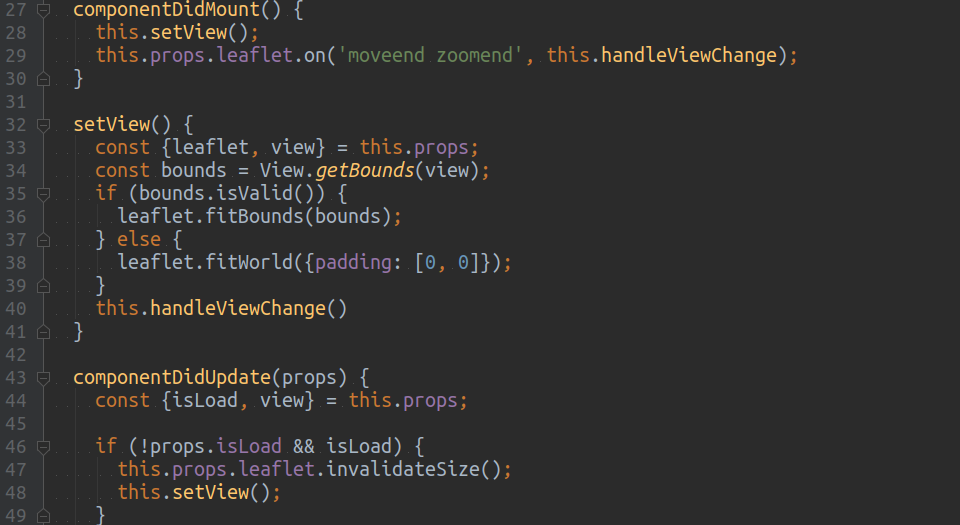 27 componentDidMount() {
28 this.setView();
29 this.props.leaflet.on('moveend zoomend', this.handleViewChange);
30 }
31
32 setView() {
33 const {leaflet, view} = this.props;
34 const bounds = View.getBounds(view);
35 if (bounds.isValid()) {
36 leaflet.fitBounds(bounds);
37 } else {
38 leaflet.fitWorld({padding: [0, 0]});
39 }
40 this.handleViewChange()
41 }
42
43 componentDidUpdate(props) {
44 const {isLoad, view} = this.props;
45
46 if (!props.isLoad && isLoad) {
47 this.props.leaflet.invalidateSize();
48 this.setView();
49 }